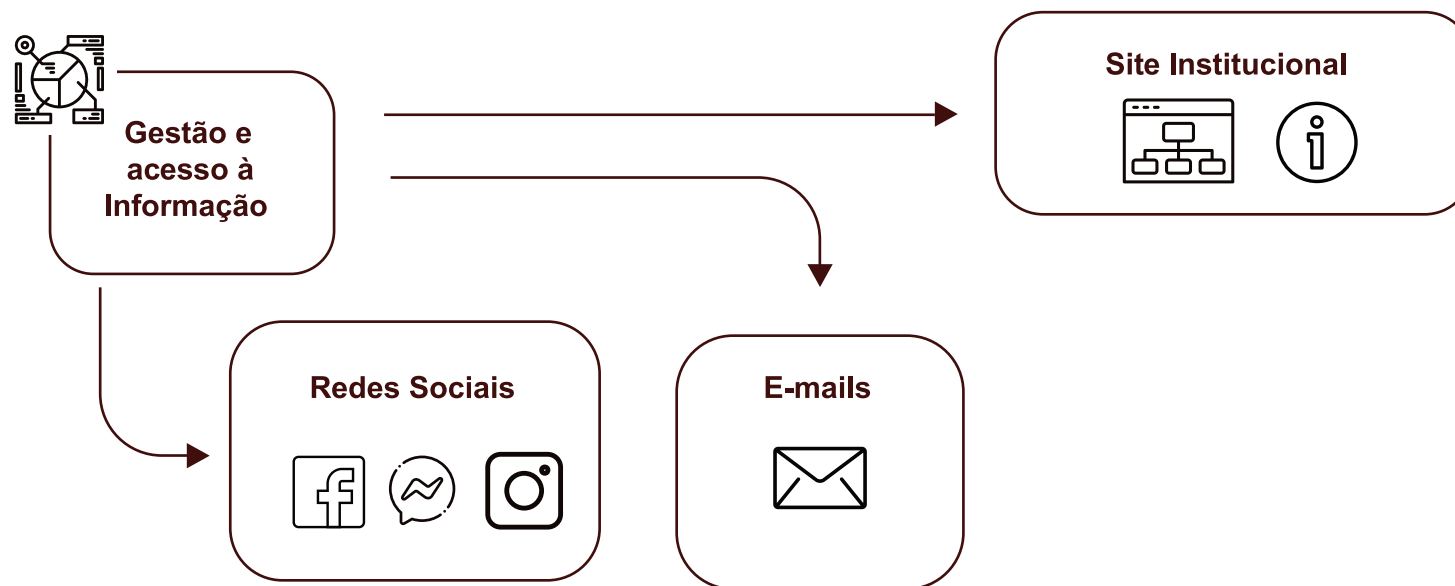 Gestão e
acesso à
Informação
Site Institucional
Redes Sociais
E-mails